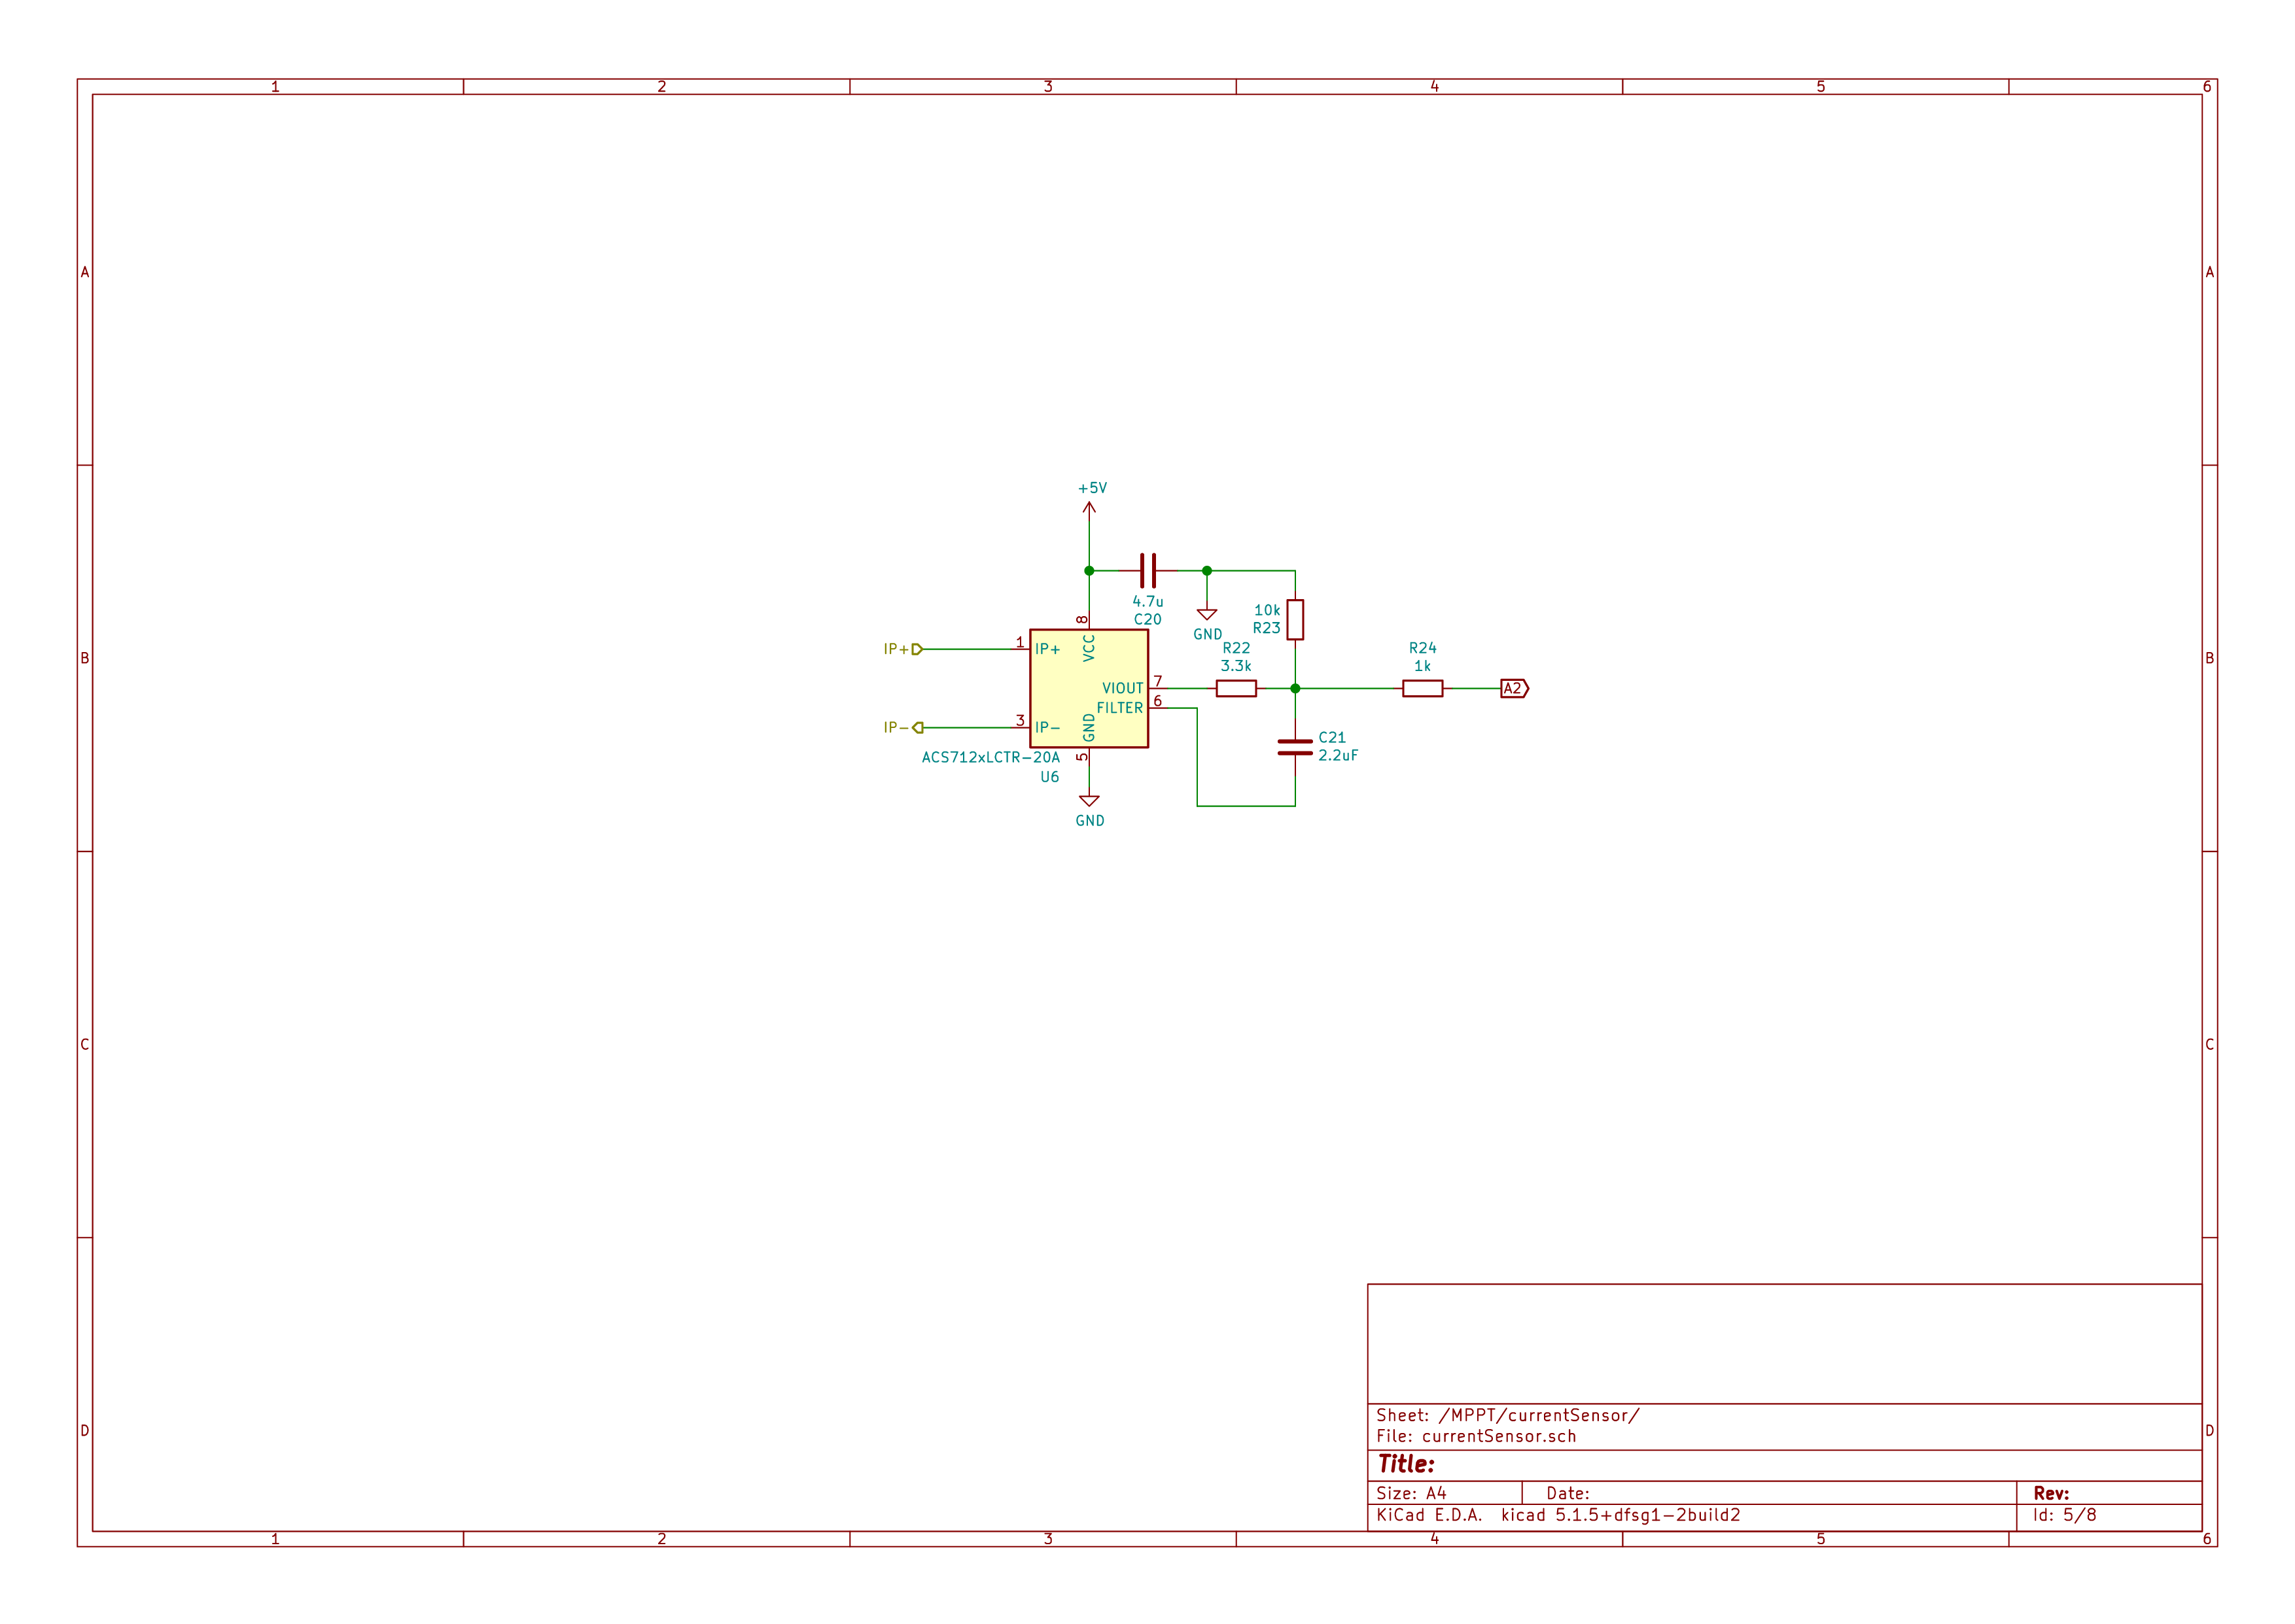 1 2 3 4 5 6
A A
+5V
4.7u
C20
GND
10k
R23
R22
3.3k
R24
1k
IP+
1
IP+
8
VCC
VIOUT
7
FILTER
6
A2
IP-
3
IP-
GND
5
C21
2.2uF
ACS712xLCTR-20A
U6
GND
B B
C C
D D
Sheet: /MPPT/currentSensor/
File: currentSensor.sch
Title:
Size: A4 Date: Rev:
KiCad E.D.A. kicad 5.1.5+dfsg1-2build2 Id: 5/8
1 2 3 4 5 6